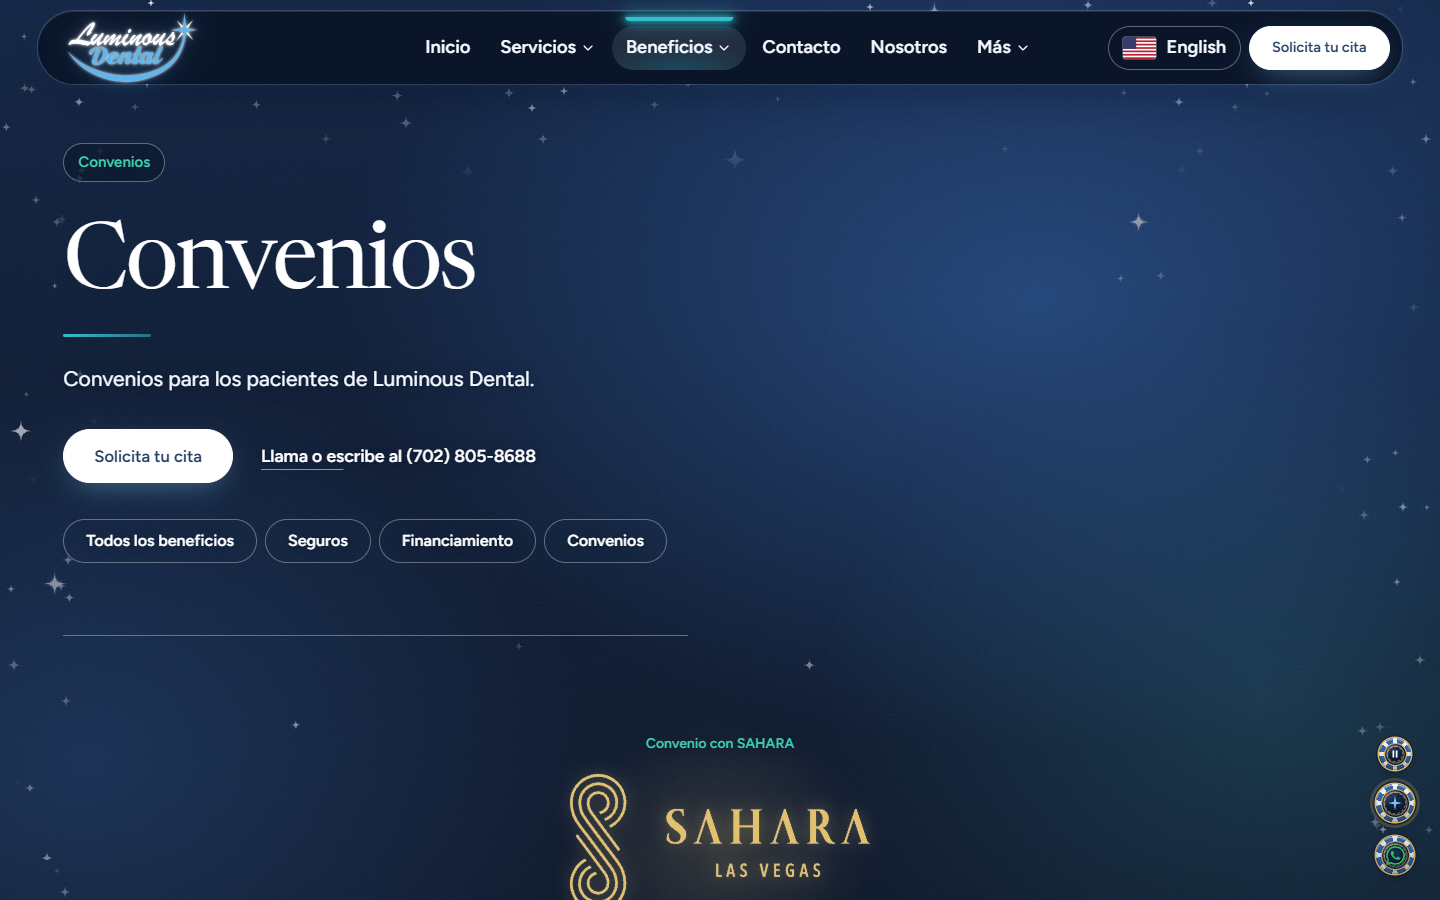 Luminous
Dental
Inicio
Servicios
Beneficios
Contacto
Nosotros
Más
English
Solicita tu cita
Convenios
Convenios
Convenios para los pacientes de Luminous Dental.
Solicita tu cita
Llama o escribe al (702) 805-8688
Todos los beneficios
Seguros
Financiamiento
Convenios
Convenio con SAHARA
SAHARA
LAS VEGAS